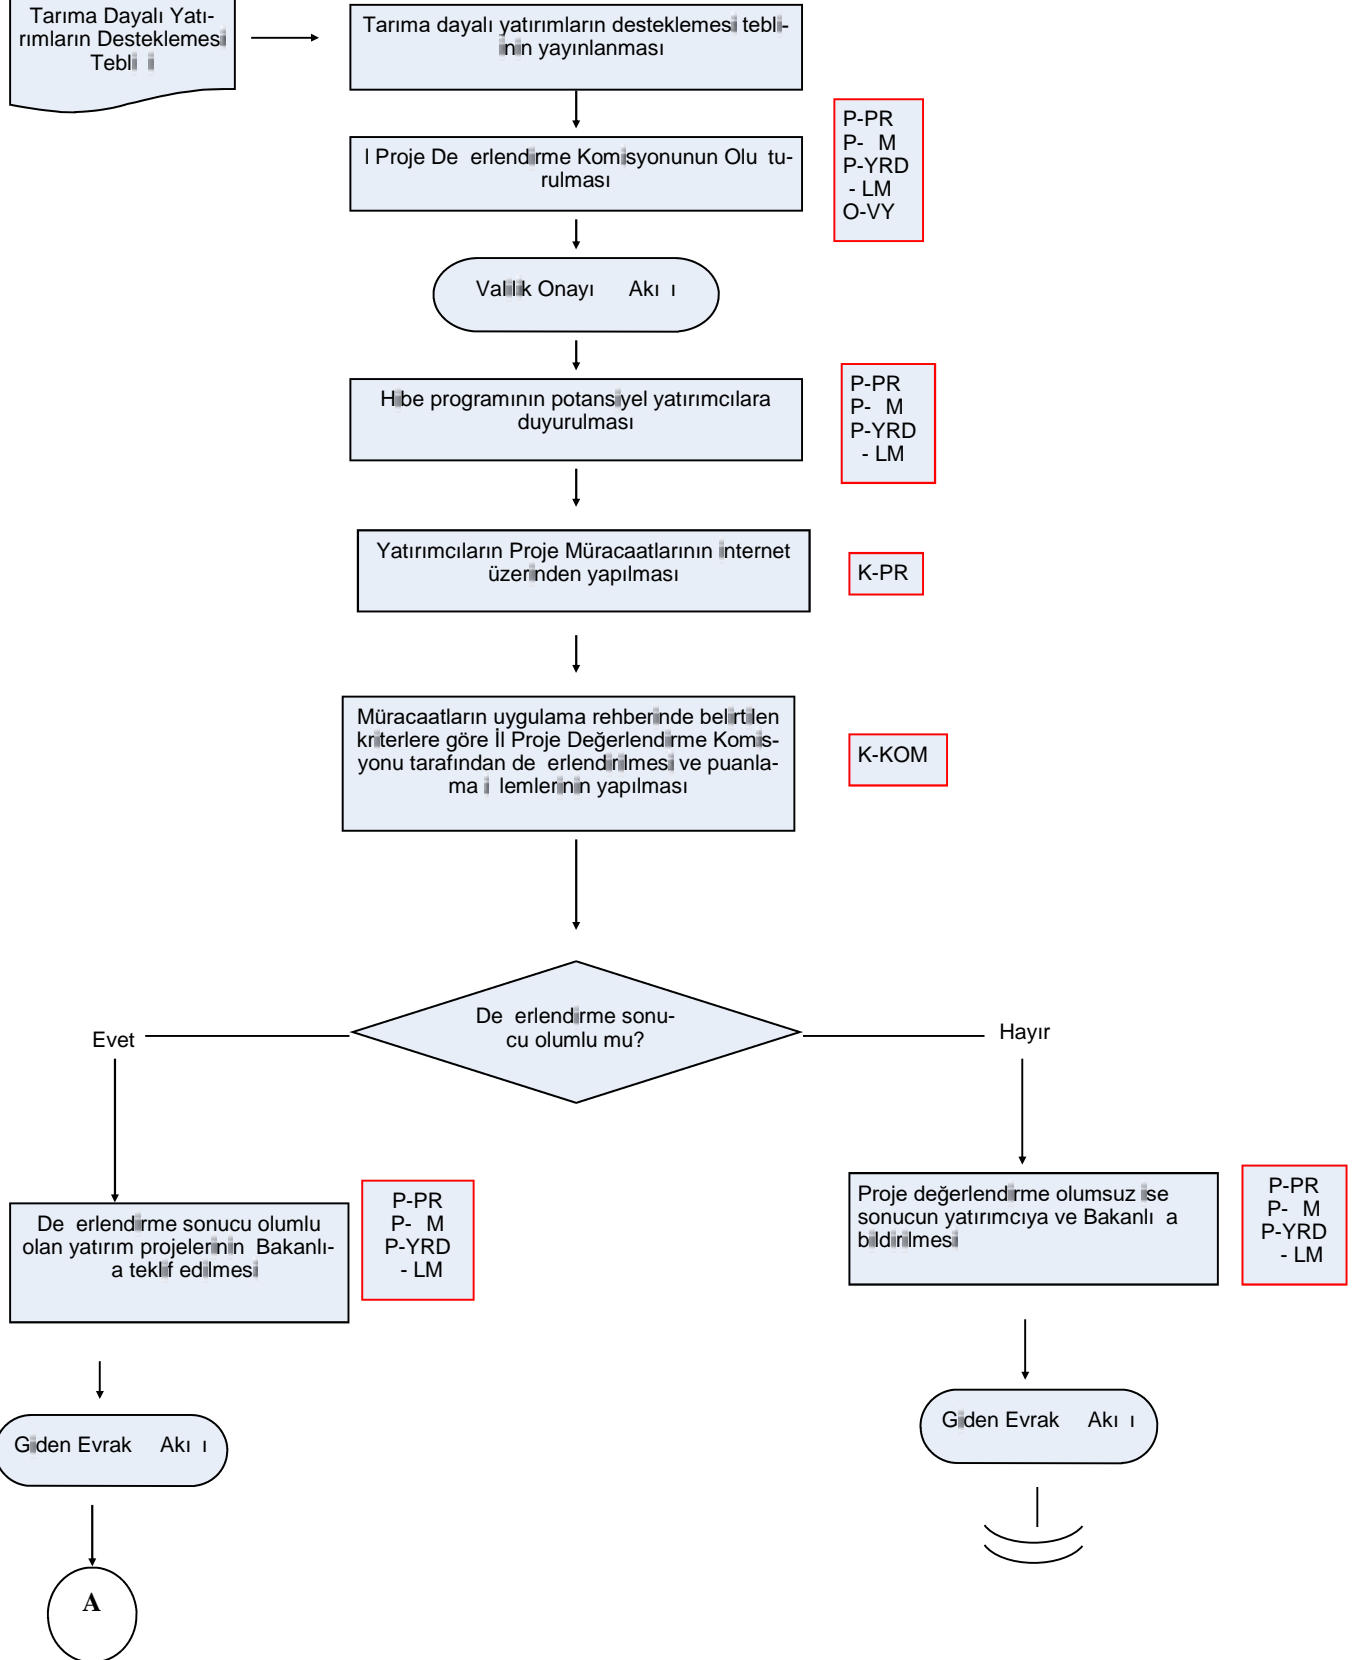 Tarıma Dayalı Yatı-
rımların Desteklemesi
Tarıma dayalı yatırımların desteklemesi tebli-
inin yayınlanması
P-PR
P- M
P-YRD
- LM
O-VY
l Proje De erlendirme Komisyonunun Olu tu-
rulması
Valilik Onayı Akı ı
Hibe programının potansiyel yatırımcılara
duyurulması
P-PR
P- M
P-YRD
- LM
Yatırımcıların Proje Müracaatlarının internet
üzerinden yapılması
K-PR
Müracaatların uygulama rehberinde belirtilen
kriterlere göre İl Proje Değerlendirme Komis-
yonu tarafından de erlendirilmesi ve puanla-
ma i lemlerinin yapılması
K-KOM
De erlendirme sonu-
cu olumlu mu?
Evet
Hayır
De erlendirme sonucu olumlu
olan yatırım projelerinin Bakanlı-
a teklif edilmesi
P-PR
P- M
P-YRD
- LM
Proje değerlendirme olumsuz ise
sonucun yatırımcıya ve Bakanlı a
bildirilmesi
P-PR
P- M
P-YRD
- LM
Giden Evrak Akı ı
Giden Evrak Akı ı
A